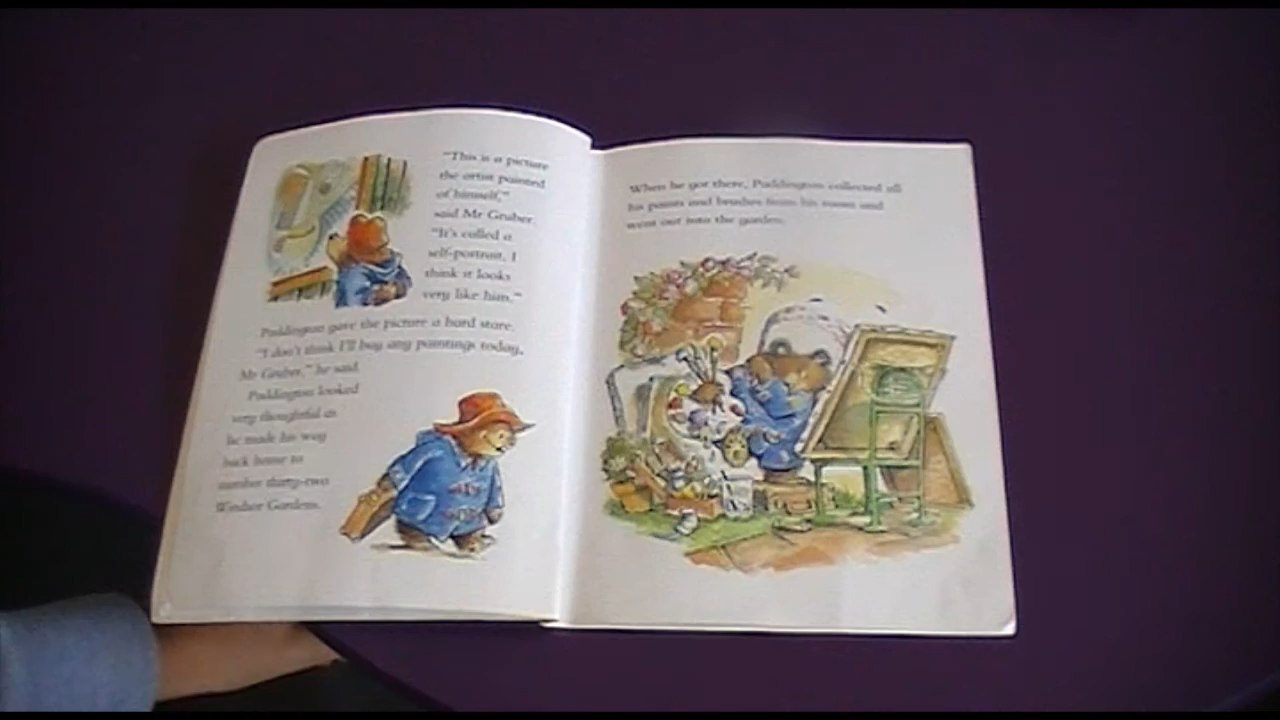 "This is a picture
the artist painted
of himself,"
said Mr Gruber.
"It's called a
self-portrait. I
think it looks
very like him."
Paddington gave the picture a hard stare.
"I don't think I'll buy any paintings today,
Mr Gruber," he said.
Paddington looked
very thoughtful as
he made his way
back home to
number thirty-two
Windsor Gardens.
When he got there, Paddington collected all
his paints and brushes from his room and
went out into the garden.